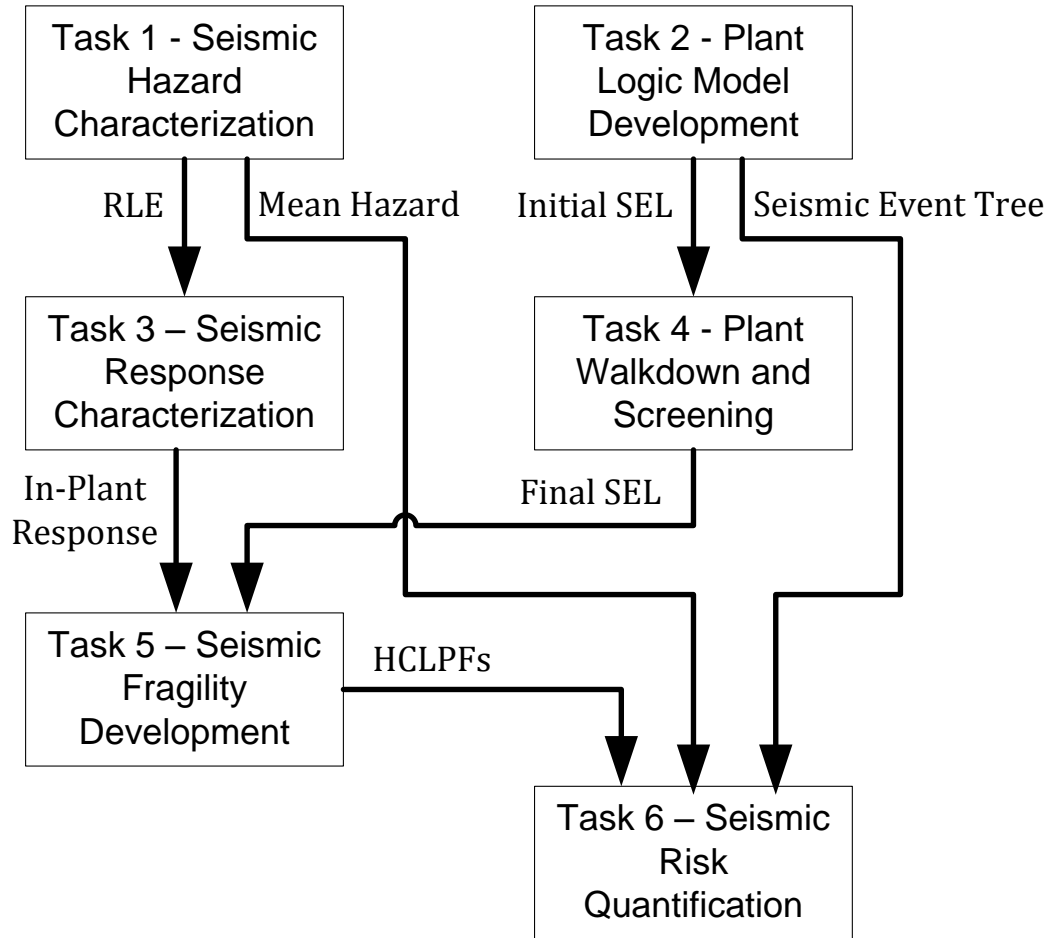 Task 1 - Seismic
Hazard
Characterization
Task 2 - Plant
Logic Model
Development
RLE
Mean Hazard
Initial SEL
Seismic Event Tree
Task 3 – Seismic
Response
Characterization
Task 4 - Plant
Walkdown and
Screening
In-Plant
Response
Final SEL
Task 5 – Seismic
Fragility
Development
HCLPFs
Task 6 – Seismic
Risk
Quantification